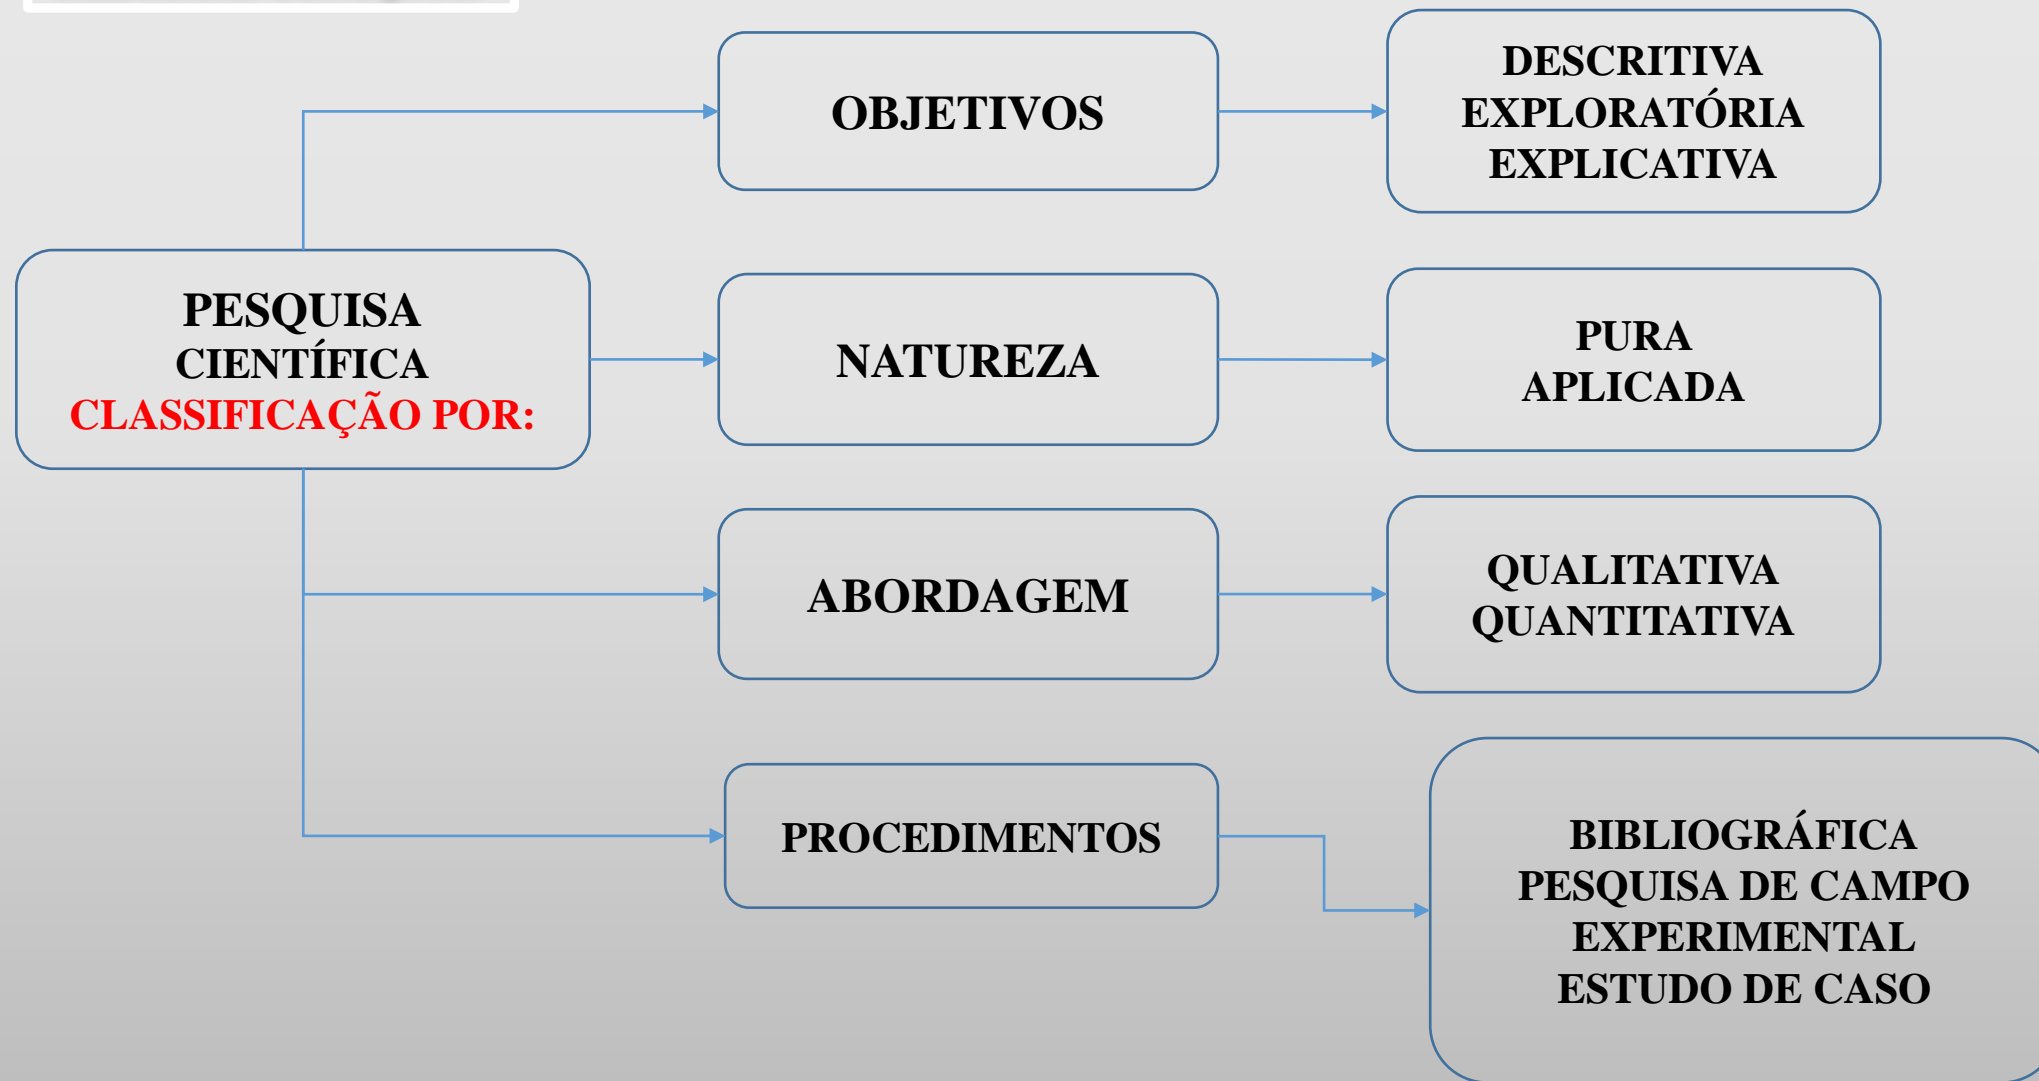 PESQUISA
CIENTÍFICA
CLASSIFICAÇÃO POR:
OBJETIVOS
DESCRITIVA
EXPLORATÓRIA
EXPLICATIVA
NATUREZA
PURA
APLICADA
ABORDAGEM
QUALITATIVA
QUANTITATIVA
PROCEDIMENTOS
BIBLIOGRÁFICA
PESQUISA DE CAMPO
EXPERIMENTAL
ESTUDO DE CASO